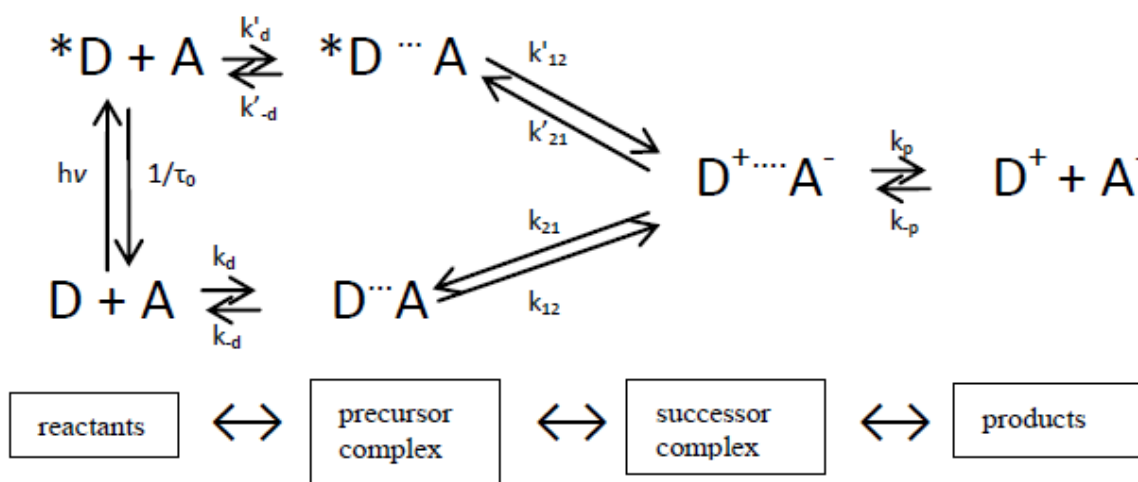 k'd k'12
*D + A *D ... A
k'-d k'21 kp
hν 1/τ₀ D⁺....A⁻ D⁺ + A⁻
k-p
kd k21
D + A D...A
k-d k12
reactants precursor complex successor complex products